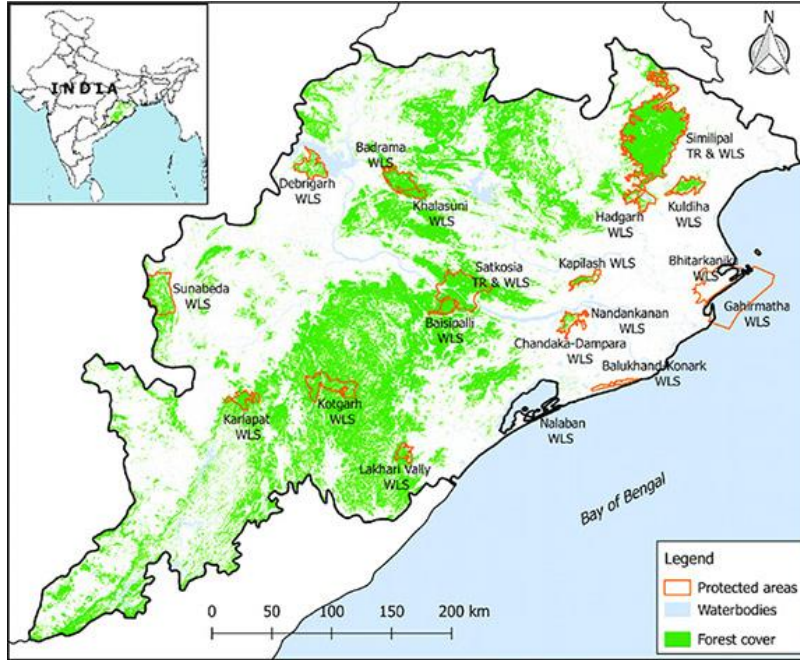 INDIA
N
Similipal
TR & WLS
Badrama
WLS
Debrigarh
WLS
Khalasuni
WLS
Hadgarh
WLS
Kuldiha
WLS
Satkosia
TR & WLS
Kapilash WLS
Bhitarkanika
WLS
Sunabeda
WLS
Gahirmatha
WLS
Baisipalli
WLS
Nandankanan
WLS
Chandaka-Dampara
WLS
Balukhand-Konark
WLS
Karlapat
WLS
Kotgarh
WLS
Nalaban
WLS
Lakhari Vally
WLS
Bay of Bengal
Legend
Protected areas
Waterbodies
Forest cover
0 50 100 150 200 km